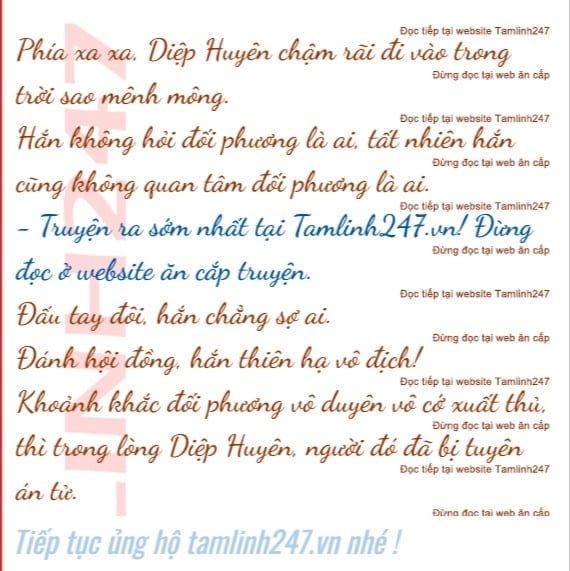 Đọc tiếp tại website Tamlinh247
Phía xa xa, Diệp Huyên chậm rãi đi vào trong
Đừng đọc tại web ăn cắp
trời sao mênh mông.
Đọc tiếp tại website Tamlinh247
Hắn không hỏi đối phương là ai, tất nhiên hắn
Đừng đọc tại web ăn cắp
cũng không quan tâm đối phương là ai.
Đọc tiếp tại website Tamlinh247
- Truyện ra sớm nhất tại Tamlinh247.vn! Đừng
Đừng đọc tại web ăn cắp
đọc ở website ăn cắp truyện.
Đọc tiếp tại website Tamlinh247
Đấu tay đôi, hắn chẳng sợ ai.
Đừng đọc tại web ăn cắp
Đánh hội đồng, hắn thiên hạ vô địch!
Đọc tiếp tại website Tamlinh247
Khoảnh khắc đối phương vô duyên vô cớ xuất thủ,
Đừng đọc tại web ăn cắp
thì trong lòng Diệp Huyên, người đó đã bị tuyên
Đọc tiếp tại website Tamlinh247
án tử.
Đừng đọc tại web ăn cắp
Tiếp tục ủng hộ tamlinh247.vn nhé !
INH247